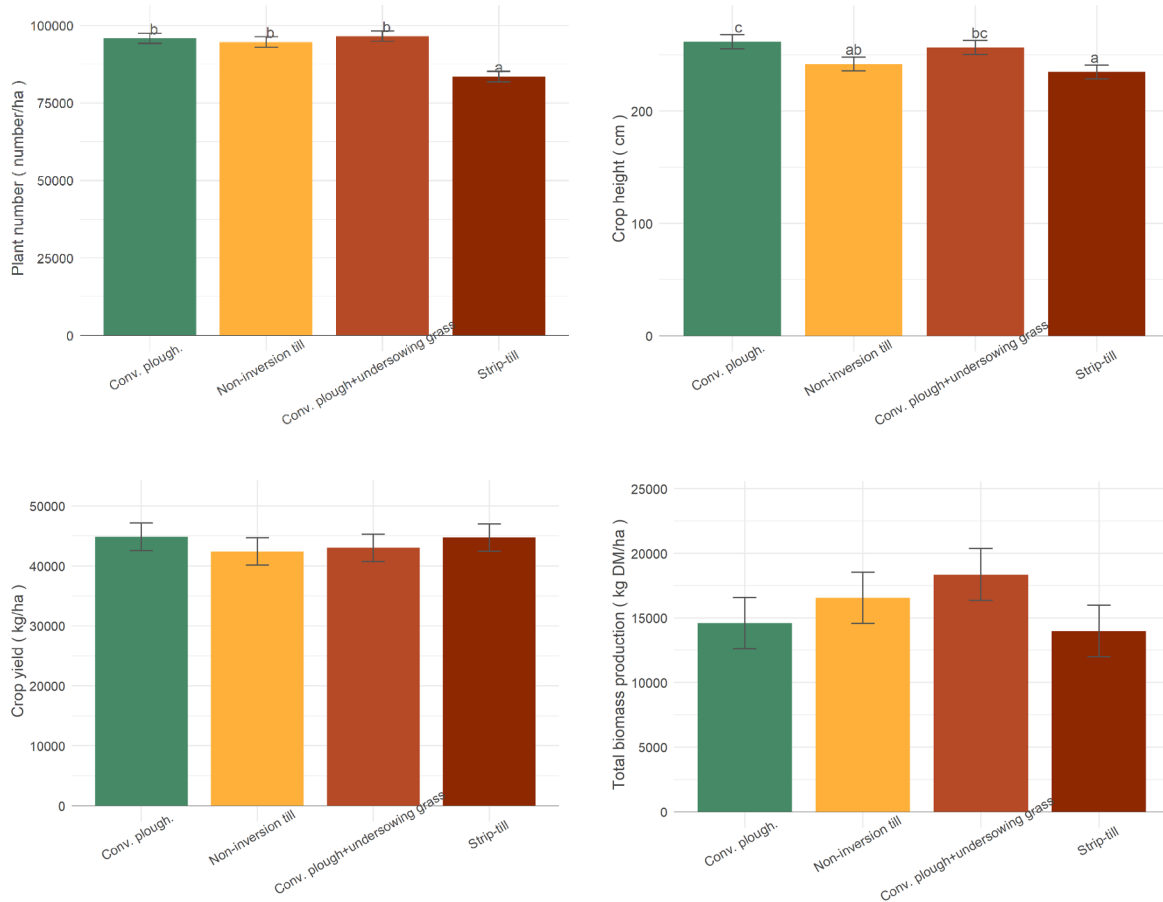 Plant number ( number/ha )
100000
75000
50000
25000
0
b
b
b
a
Conv. plough.
Non-inversion till
Conv. plough+undersowing grass
Strip-till
Crop height ( cm )
200
100
0
c
ab
bc
a
Conv. plough.
Non-inversion till
Conv. plough+undersowing grass
Strip-till
Crop yield ( kg/ha )
50000
40000
30000
20000
10000
0
Conv. plough.
Non-inversion till
Conv. plough+undersowing grass
Strip-till
Total biomass production ( kg DM/ha )
25000
20000
15000
10000
5000
0
Conv. plough.
Non-inversion till
Conv. plough+undersowing grass
Strip-till